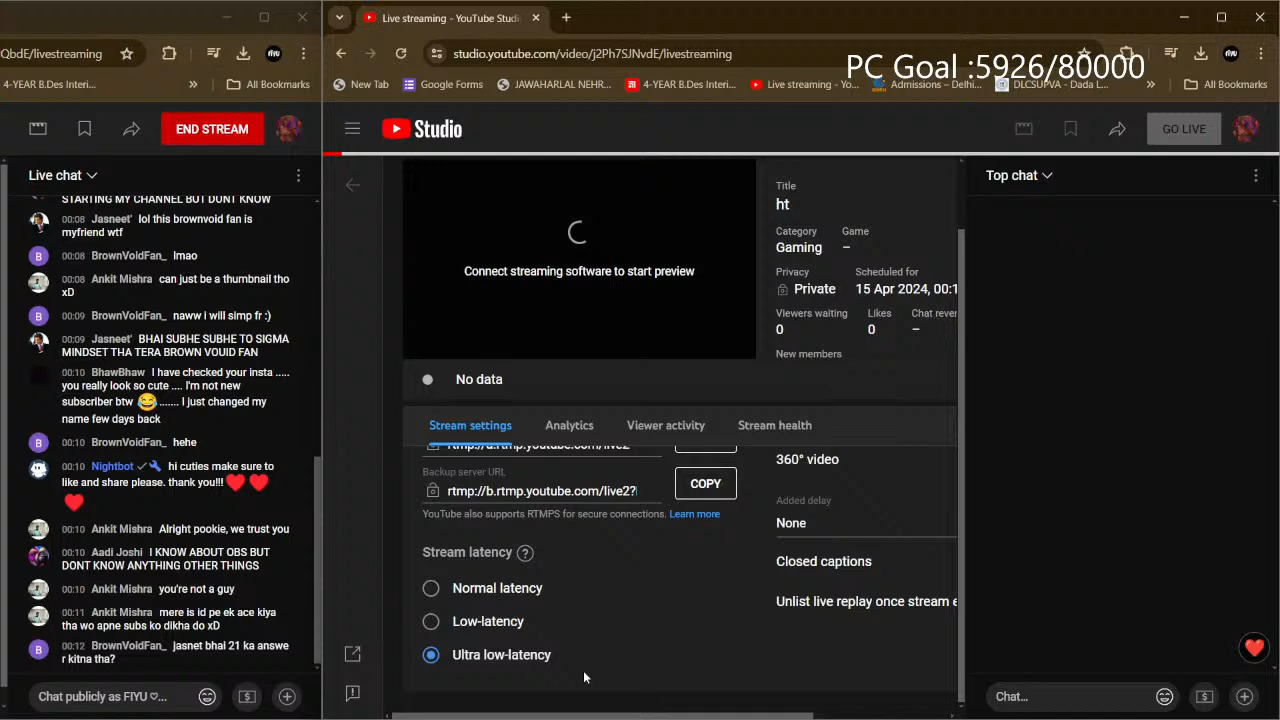 Live streaming - YouTube Studi
QbdE/livestreaming
studio.youtube.com/video/j2Ph7SJNvdE/livestreaming
PC Goal :5926/80000
4-YEAR B.Des Interi...
»
All Bookmarks
New Tab
Google Forms
JAWAHARLAL NEHR...
4-YEAR B.Des Interi...
Live streaming - Yo...
Admissions – Delhi...
DLCSUPVA - Dada L...
»
All Bookmarks
END STREAM
Studio
GO LIVE
Live chat
STARTING MY CHANNEL BUT DONT KNOW
00:08 Jasneet' lol this brownvoid fan is
myfriend wtf
00:08 BrownVoidFan_ lmao
00:08 Ankit Mishra can just be a thumbnail tho
xD
00:09 BrownVoidFan_ naww i will simp fr :)
00:09 Jasneet' BHAI SUBHE SUBHE TO SIGMA
MINDSET THA TERA BROWN VOUID FAN
00:10 BhawBhaw I have checked your insta .....
you really look so cute .... I'm not new
subscriber btw 😂 ....... I just changed my
name few days back
00:10 BrownVoidFan_ hehe
00:10 Nightbot hi cuties make sure to
like and share please. thank you!!! ❤️ ❤️
❤️
00:10 Ankit Mishra Alright pookie, we trust you
00:10 Aadi Joshi I KNOW ABOUT OBS BUT
DONT KNOW ANYTHING OTHER THINGS
00:10 Ankit Mishra you're not a guy
00:11 Ankit Mishra mere is id pe ek ace kiya
tha wo apne subs ko dikha do xD
00:12 BrownVoidFan_ jasnet bhai 21 ka answe
r kitna tha?
Chat publicly as FIYU ♡...
Connect streaming software to start preview
No data
Title
ht
Category
Game
Gaming
–
Privacy
Scheduled for
Private
15 Apr 2024, 00:1
Viewers waiting
Likes
Chat rever
0
0
–
New members
Stream settings
Analytics
Viewer activity
Stream health
rtmp://a.rtmp.youtube.com/live2
Backup server URL
rtmp://b.rtmp.youtube.com/live2?
COPY
YouTube also supports RTMPS for secure connections. Learn more
Stream latency ?
Normal latency
Low-latency
Ultra low-latency
360° video
Added delay
None
Closed captions
Unlist live replay once stream e
Top chat
Chat...